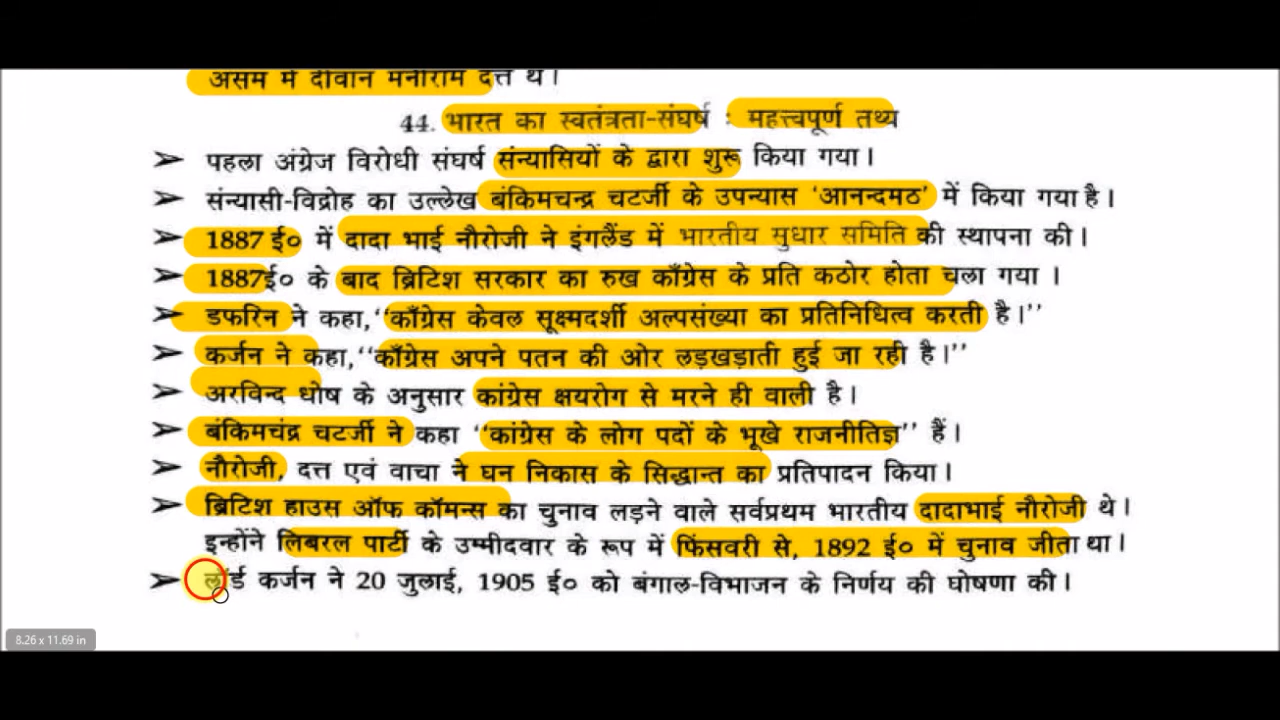 असम में दीवान मनीराम दत्त थे।
44. भारत का स्वतंत्रता-संघर्ष : महत्त्वपूर्ण तथ्य
➢ पहला अंग्रेज विरोधी संघर्ष संन्यासियों के द्वारा शुरू किया गया।
➢ संन्यासी-विद्रोह का उल्लेख बंकिमचन्द्र चटर्जी के उपन्यास 'आनन्दमठ' में किया गया है।
➢ 1887 ई० में दादा भाई नौरोजी ने इंगलैंड में भारतीय सुधार समिति की स्थापना की।
➢ 1887ई० के बाद ब्रिटिश सरकार का रुख काँग्रेस के प्रति कठोर होता चला गया ।
➢ डफरिन ने कहा,''काँग्रेस केवल सूक्ष्मदर्शी अल्पसंख्या का प्रतिनिधित्व करती है।''
➢ कर्जन ने कहा,''काँग्रेस अपने पतन की ओर लड़खड़ाती हुई जा रही है।''
➢ अरविन्द घोष के अनुसार कांग्रेस क्षयरोग से मरने ही वाली है।
➢ बंकिमचंद्र चटर्जी ने कहा ''कांग्रेस के लोग पदों के भूखे राजनीतिज्ञ'' हैं।
➢ नौरोजी, दत्त एवं वाचा ने घन निकास के सिद्धान्त का प्रतिपादन किया।
➢ ब्रिटिश हाउस ऑफ कॉमन्स का चुनाव लड़ने वाले सर्वप्रथम भारतीय दादाभाई नौरोजी थे।
इन्होंने लिबरल पार्टी के उम्मीदवार के रूप में फिंसवरी से, 1892 ई० में चुनाव जीता था।
➢ लॉर्ड कर्जन ने 20 जुलाई, 1905 ई० को बंगाल-विभाजन के निर्णय की घोषणा की।
8.26 x 11.69 in